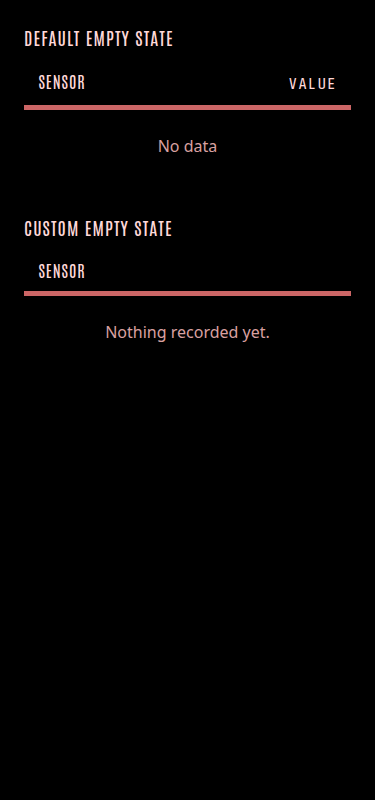 DEFAULT EMPTY STATE
SENSOR VALUE
No data
CUSTOM EMPTY STATE
SENSOR
Nothing recorded yet.